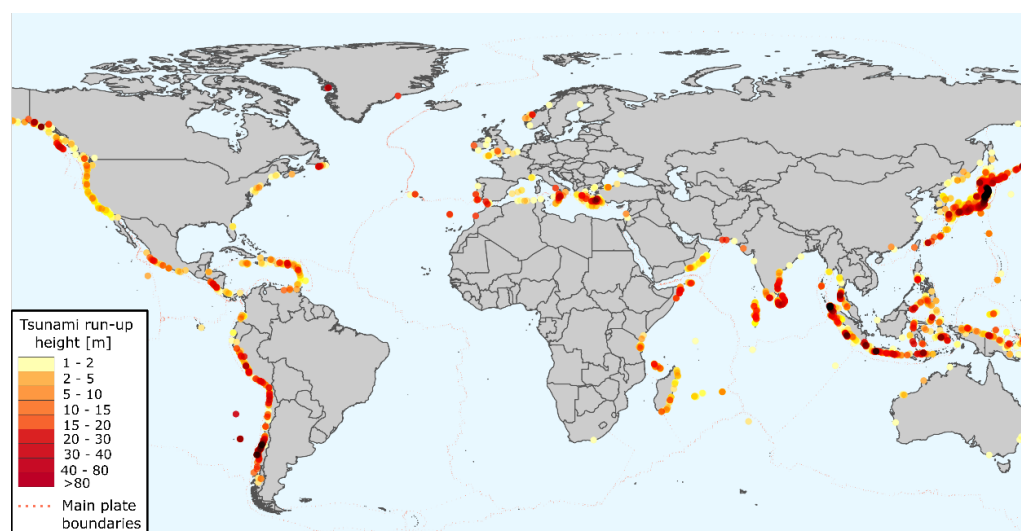 Tsunami run-up
height [m]
1 - 2
2 - 5
5 - 10
10 - 15
15 - 20
20 - 30
30 - 40
40 - 80
>80
Main plate
boundaries